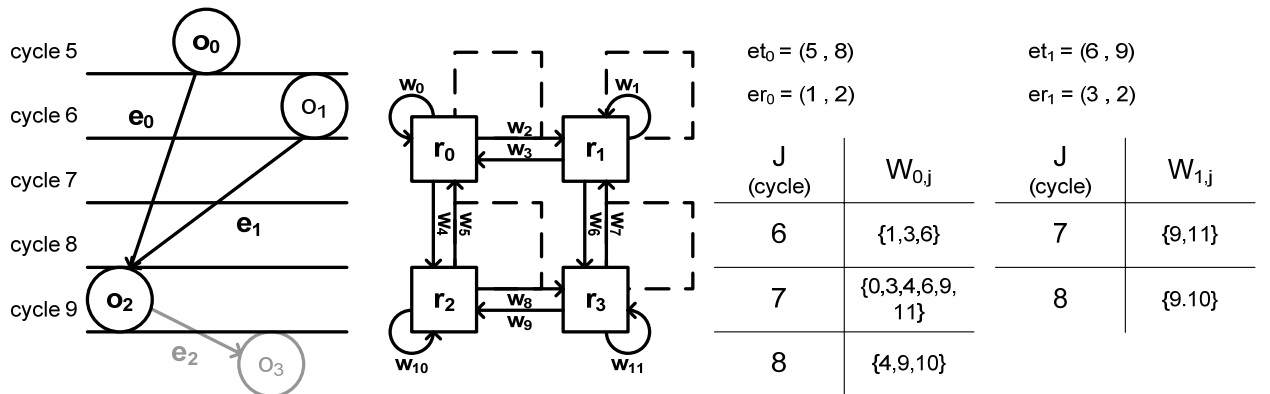 cycle 5
cycle 6
cycle 7
cycle 8
cycle 9
o₀
o₁
e₀
e₁
o₂
e₂
o₃
w₀
w₁
r₀
w₂
w₃
r₁
w₄
w₅
w₆
w₇
r₂
w₈
w₉
r₃
w₁₀
w₁₁
et₀ = (5 , 8)
er₀ = (1 , 2)
J
(cycle)
W₀,ⱼ
6
{1,3,6}
7
{0,3,4,6,9,
11}
8
{4,9,10}
et₁ = (6 , 9)
er₁ = (3 , 2)
J
(cycle)
W₁,ⱼ
7
{9,11}
8
{9.10}